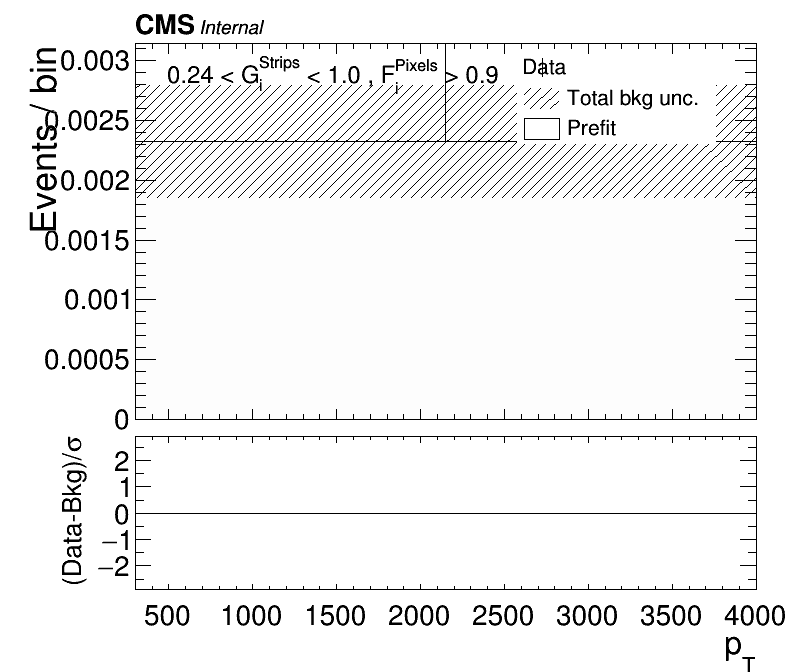 CMS Internal
0.24 < G_i^Strips < 1.0 , F_i^Pixels > 0.9
Data
Total bkg unc.
Prefit
Events / bin
0.003
0.0025
0.002
0.0015
0.001
0.0005
0
(Data-Bkg)/σ
2
1
0
−1
−2
500 1000 1500 2000 2500 3000 3500 4000
p_T